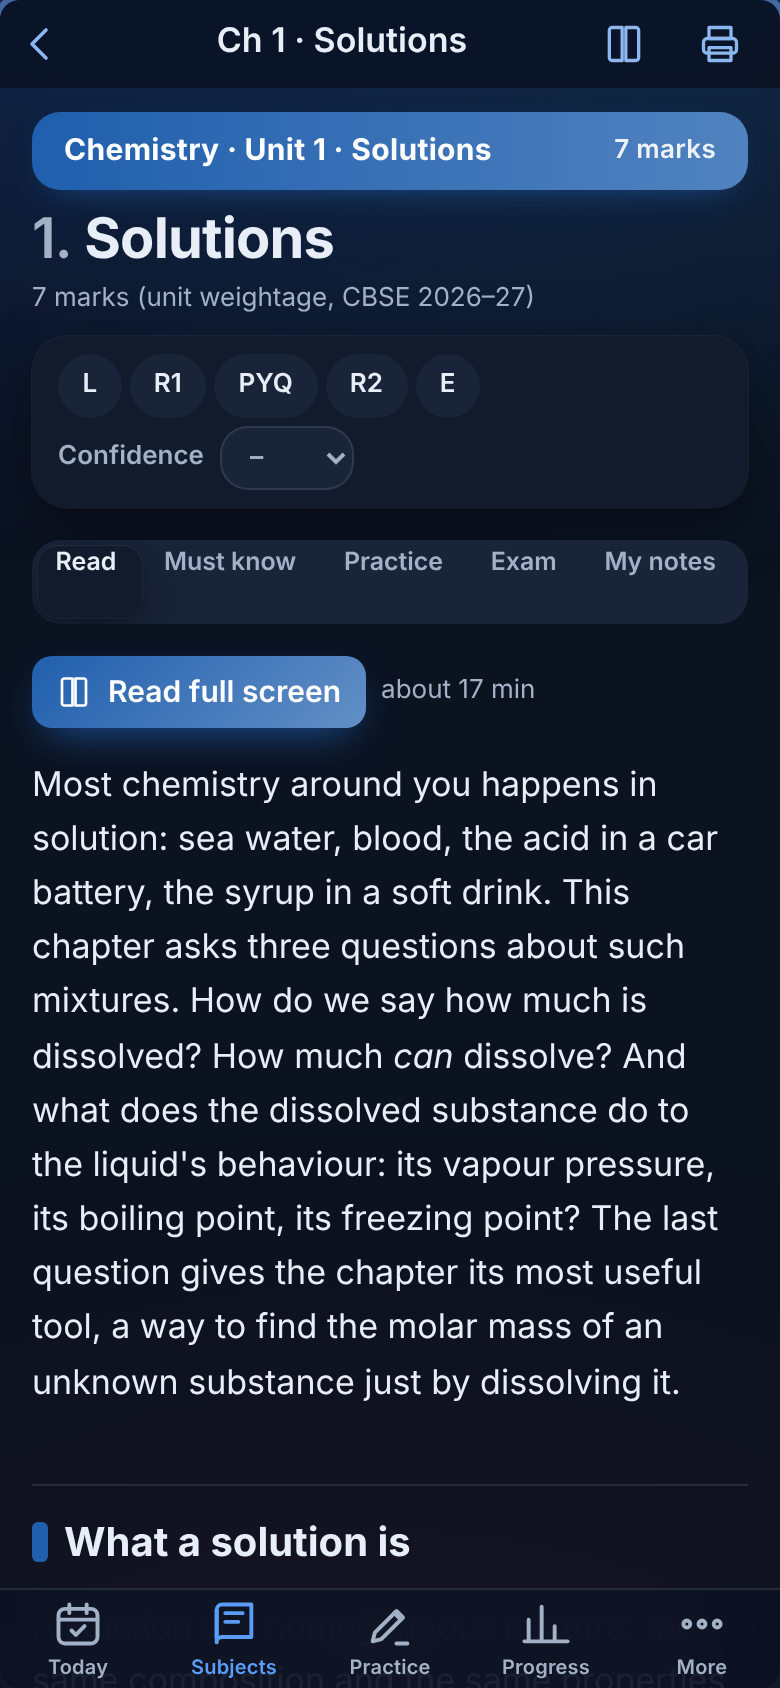 Ch 1 · Solutions
Chemistry · Unit 1 · Solutions 7 marks
1. Solutions
7 marks (unit weightage, CBSE 2026–27)
L R1 PYQ R2 E
Confidence –
Read Must know Practice Exam My notes
Read full screen about 17 min
Most chemistry around you happens in
solution: sea water, blood, the acid in a car
battery, the syrup in a soft drink. This
chapter asks three questions about such
mixtures. How do we say how much is
dissolved? How much can dissolve? And
what does the dissolved substance do to
the liquid's behaviour: its vapour pressure,
its boiling point, its freezing point? The last
question gives the chapter its most useful
tool, a way to find the molar mass of an
unknown substance just by dissolving it.
What a solution is
same composition and the same properties
Today Subjects Practice Progress More